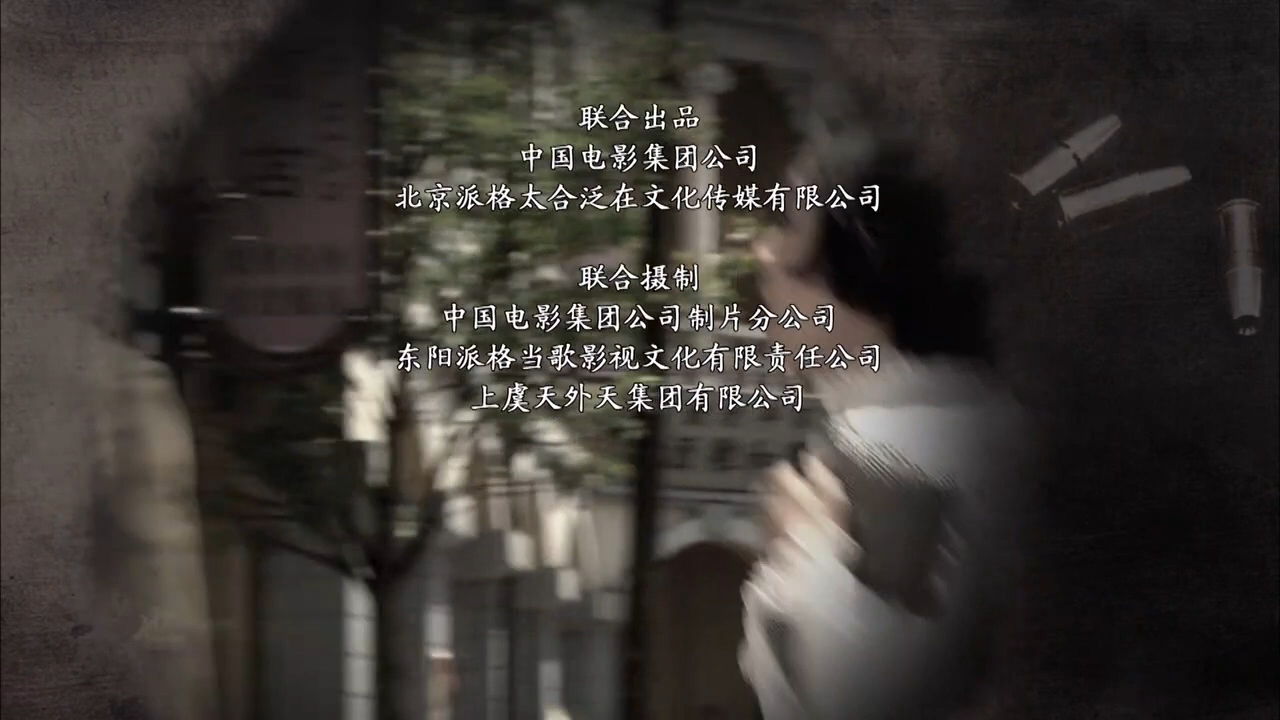 联合出品
中国电影集团公司
北京派格太合泛在文化传媒有限公司
联合摄制
中国电影集团公司制片分公司
东阳派格当歌影视文化有限责任公司
上虞天外天集团有限公司